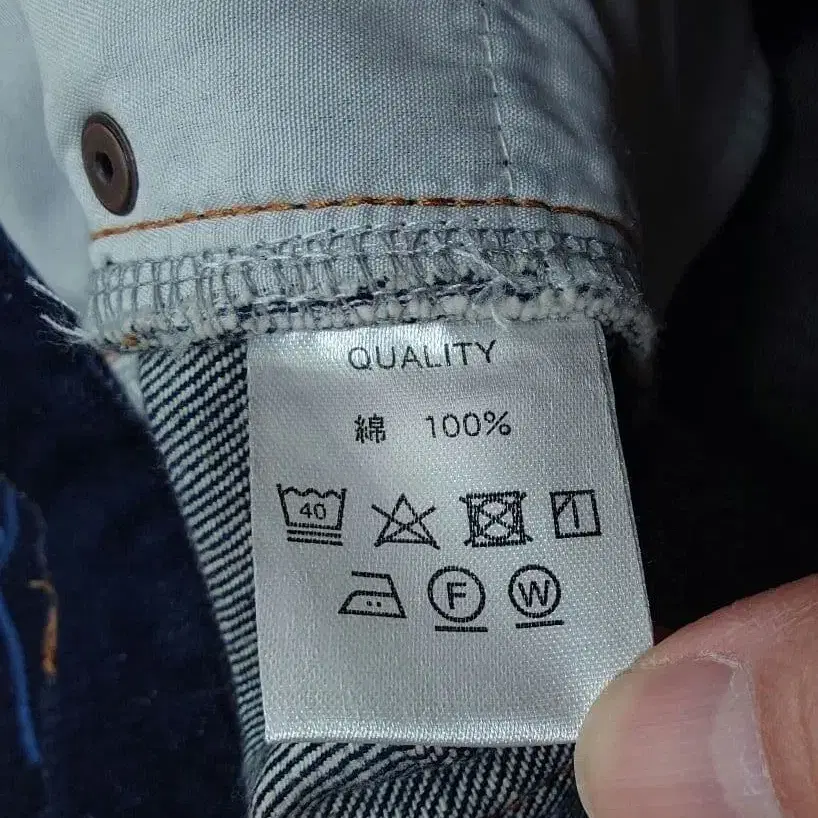 QUALITY
綿 100%
40
F W